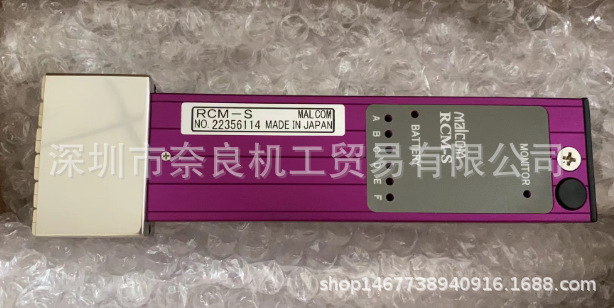 RCM-S MALCOM
NO. 22356114 MADE IN JAPAN
A
B
E
F
BATTERY
malcom
RCM-S
MONITOR
深圳市奈良机工贸易有限公司
shop1467738940916.1688.com